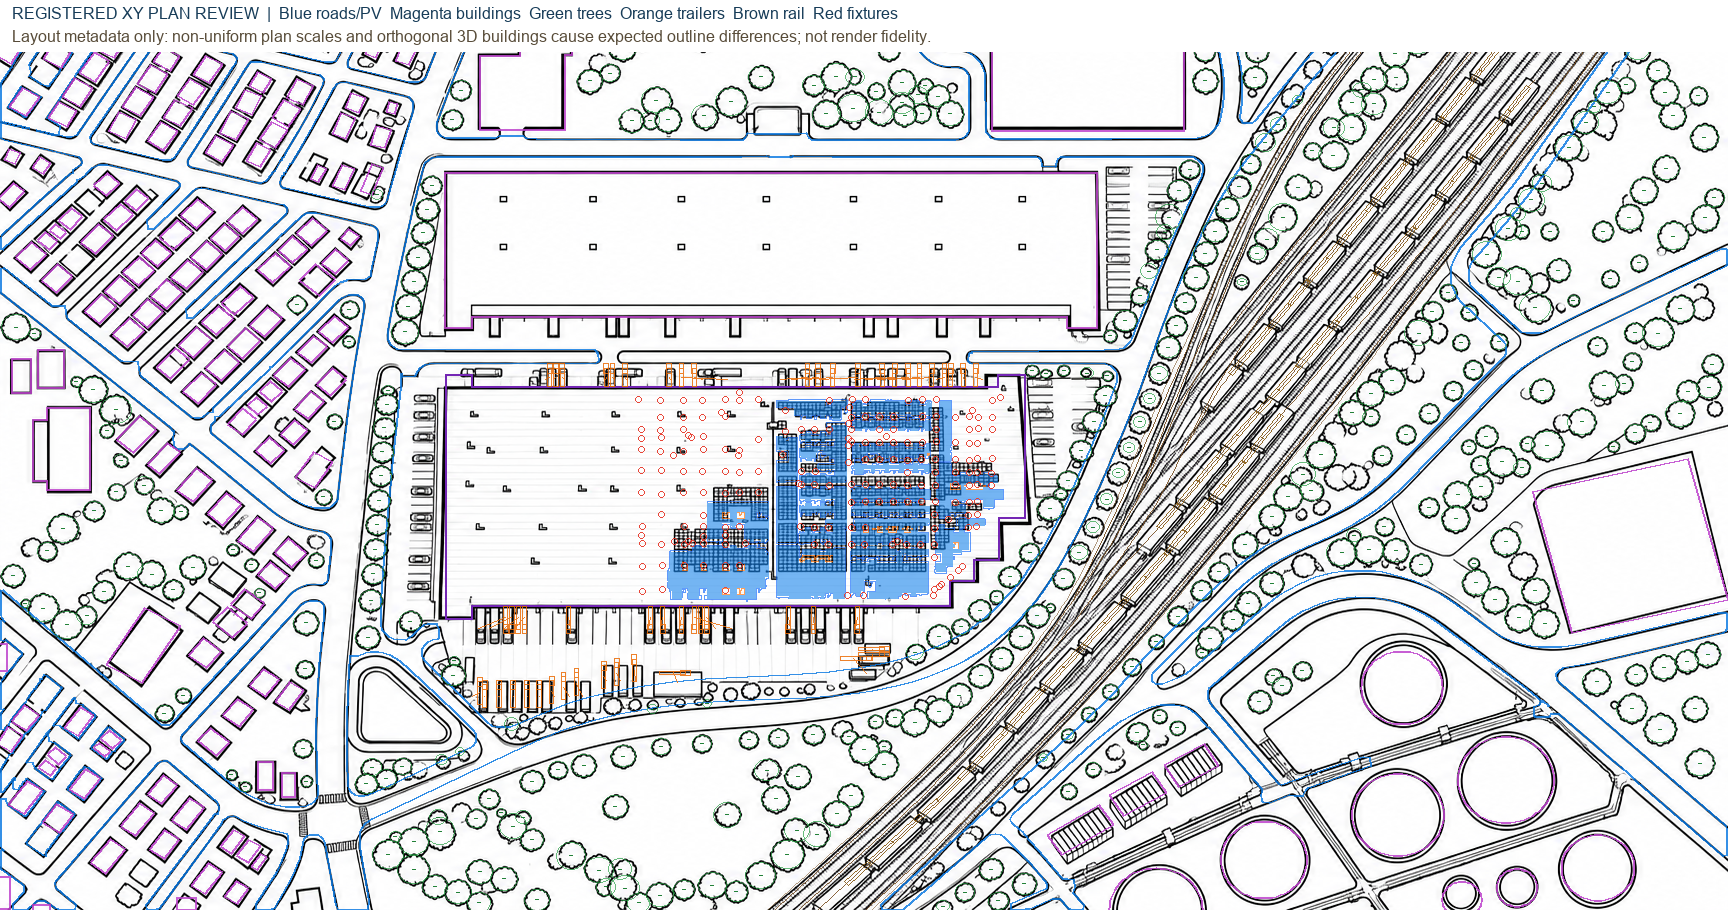 REGISTERED XY PLAN REVIEW | Blue roads/PV Magenta buildings Green trees Orange trailers Brown rail Red fixtures
Layout metadata only: non-uniform plan scales and orthogonal 3D buildings cause expected outline differences; not render fidelity.